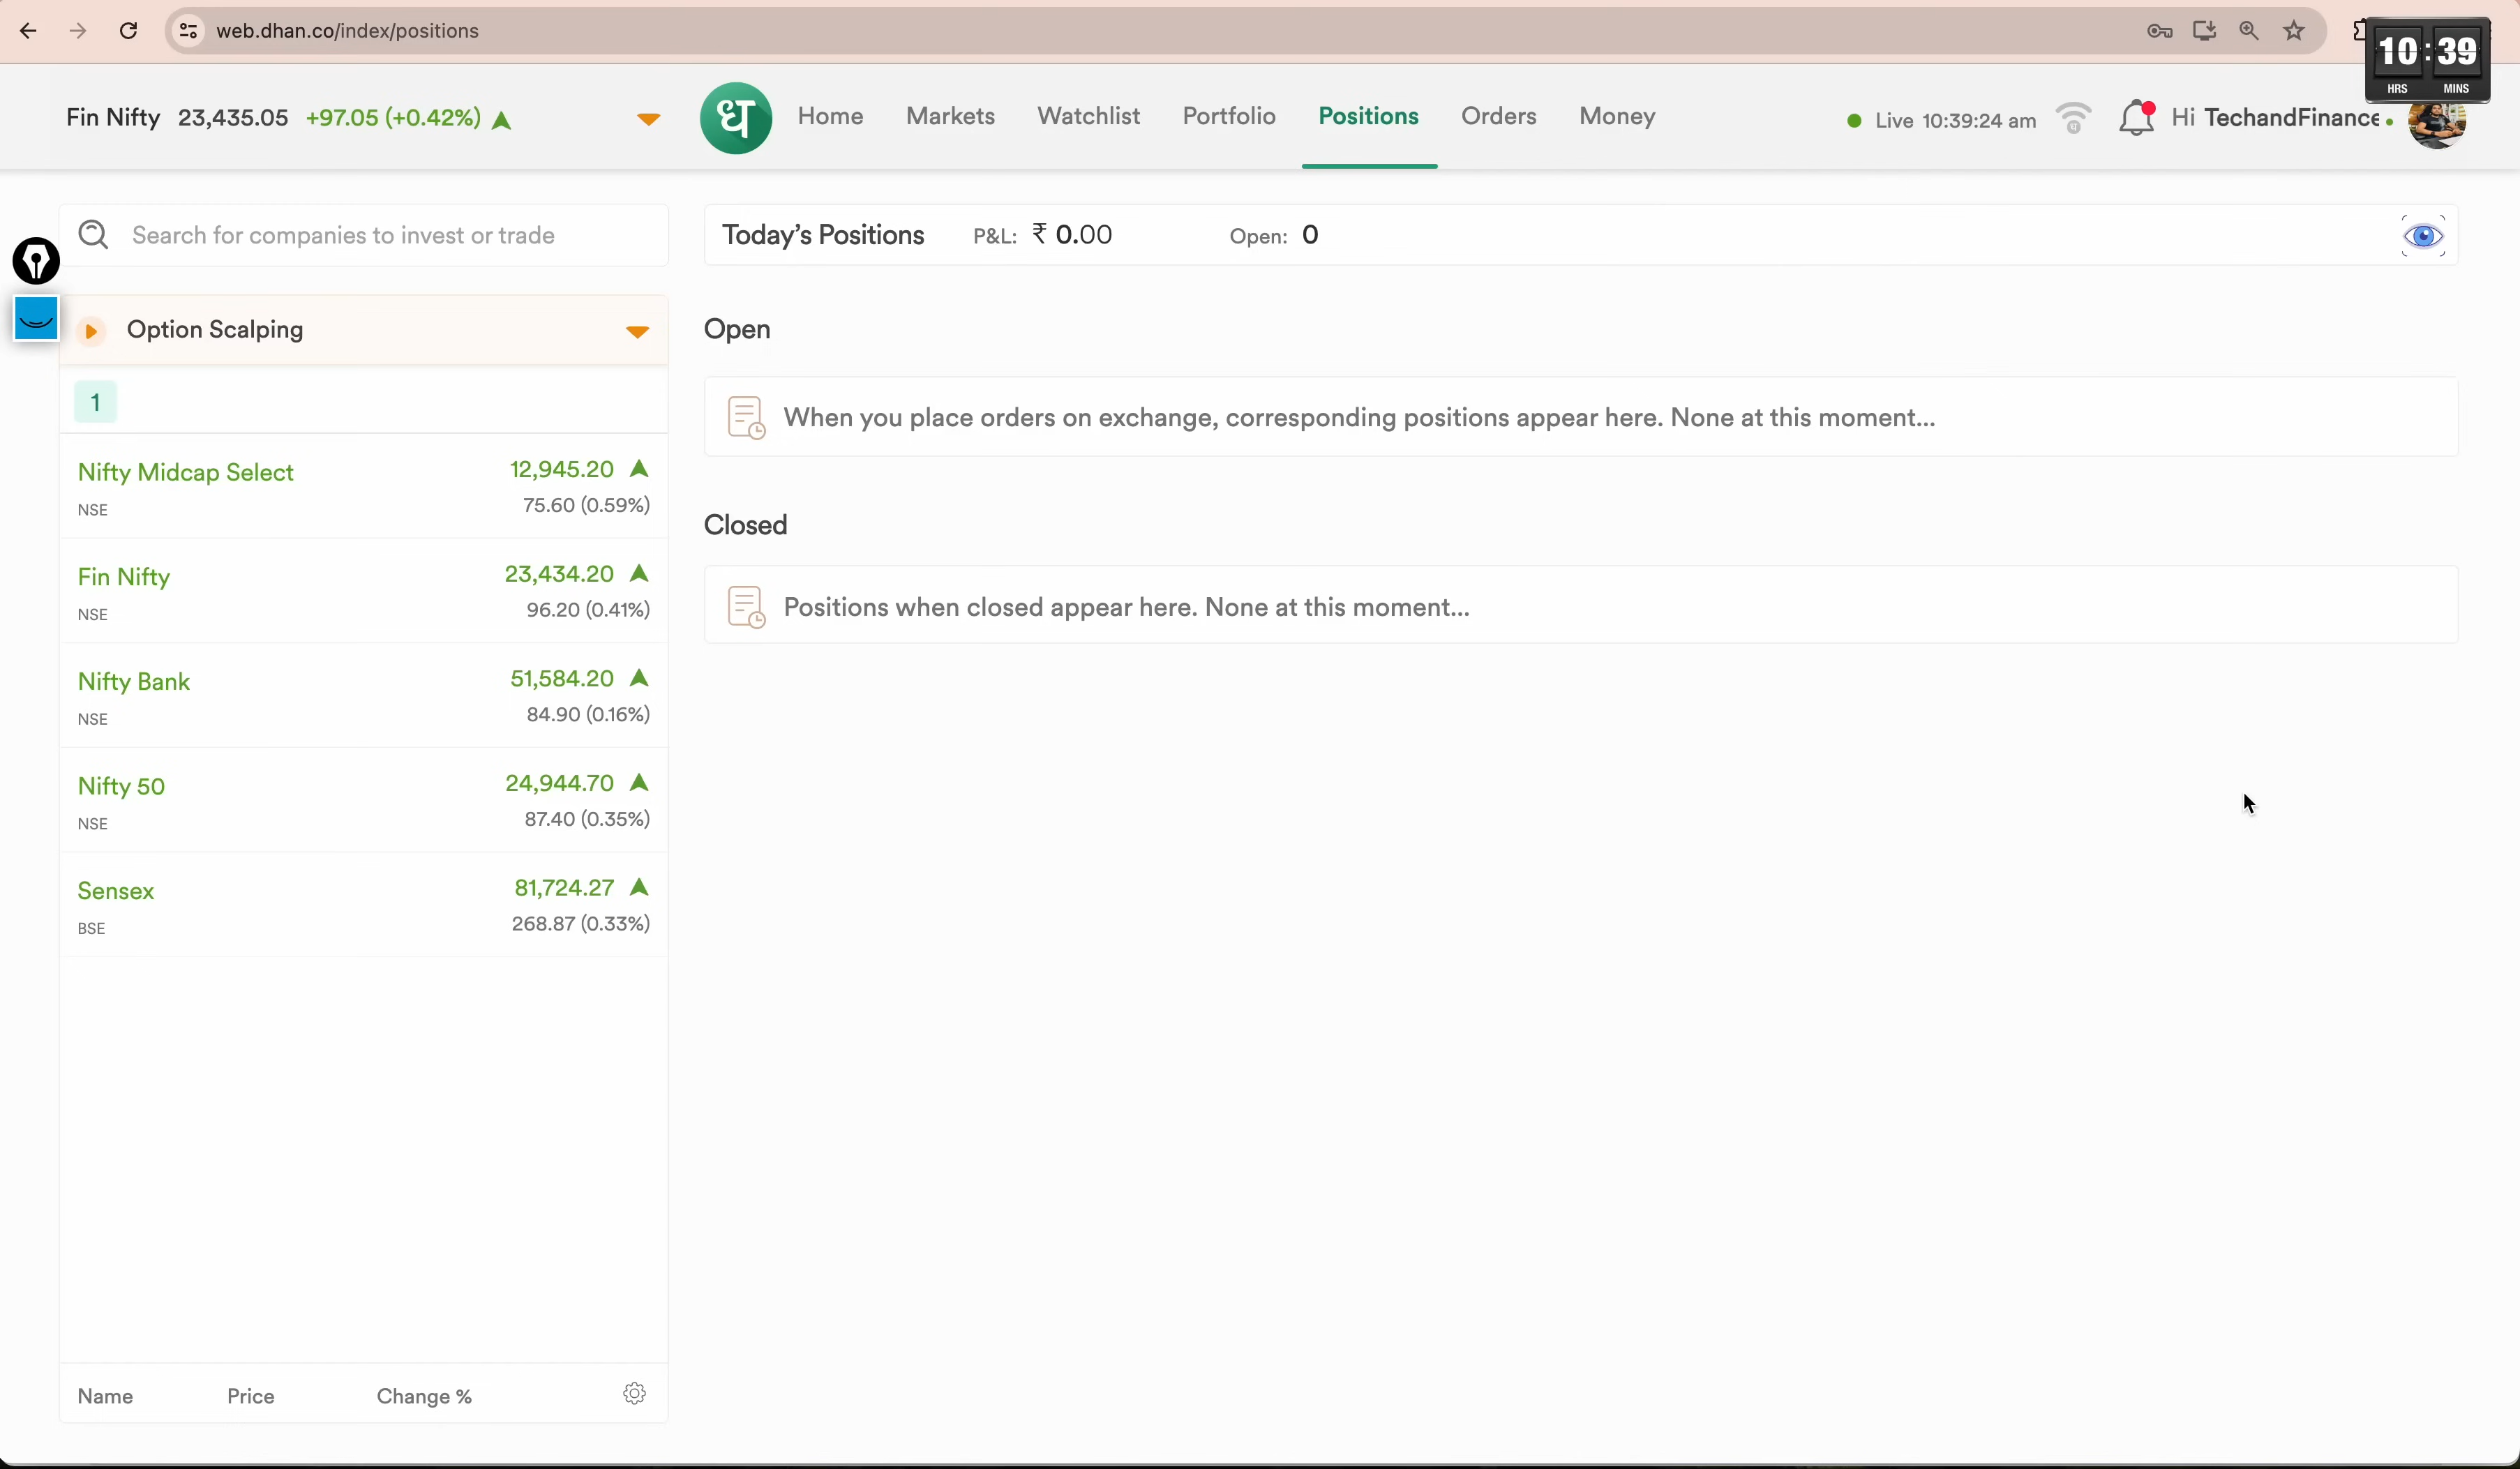 web.dhan.co/index/positions
10:39
HRS MINS
Fin Nifty 23,435.05 +97.05 (+0.42%)
धं Home Markets Watchlist Portfolio Positions Orders Money
Live 10:39:24 am
Hi TechandFinance
Search for companies to invest or trade
Today's Positions P&L: ₹ 0.00 Open: 0
Option Scalping
1
Nifty Midcap Select 12,945.20
NSE 75.60 (0.59%)
Fin Nifty 23,434.20
NSE 96.20 (0.41%)
Nifty Bank 51,584.20
NSE 84.90 (0.16%)
Nifty 50 24,944.70
NSE 87.40 (0.35%)
Sensex 81,724.27
BSE 268.87 (0.33%)
Name Price Change %
Open
When you place orders on exchange, corresponding positions appear here. None at this moment...
Closed
Positions when closed appear here. None at this moment...